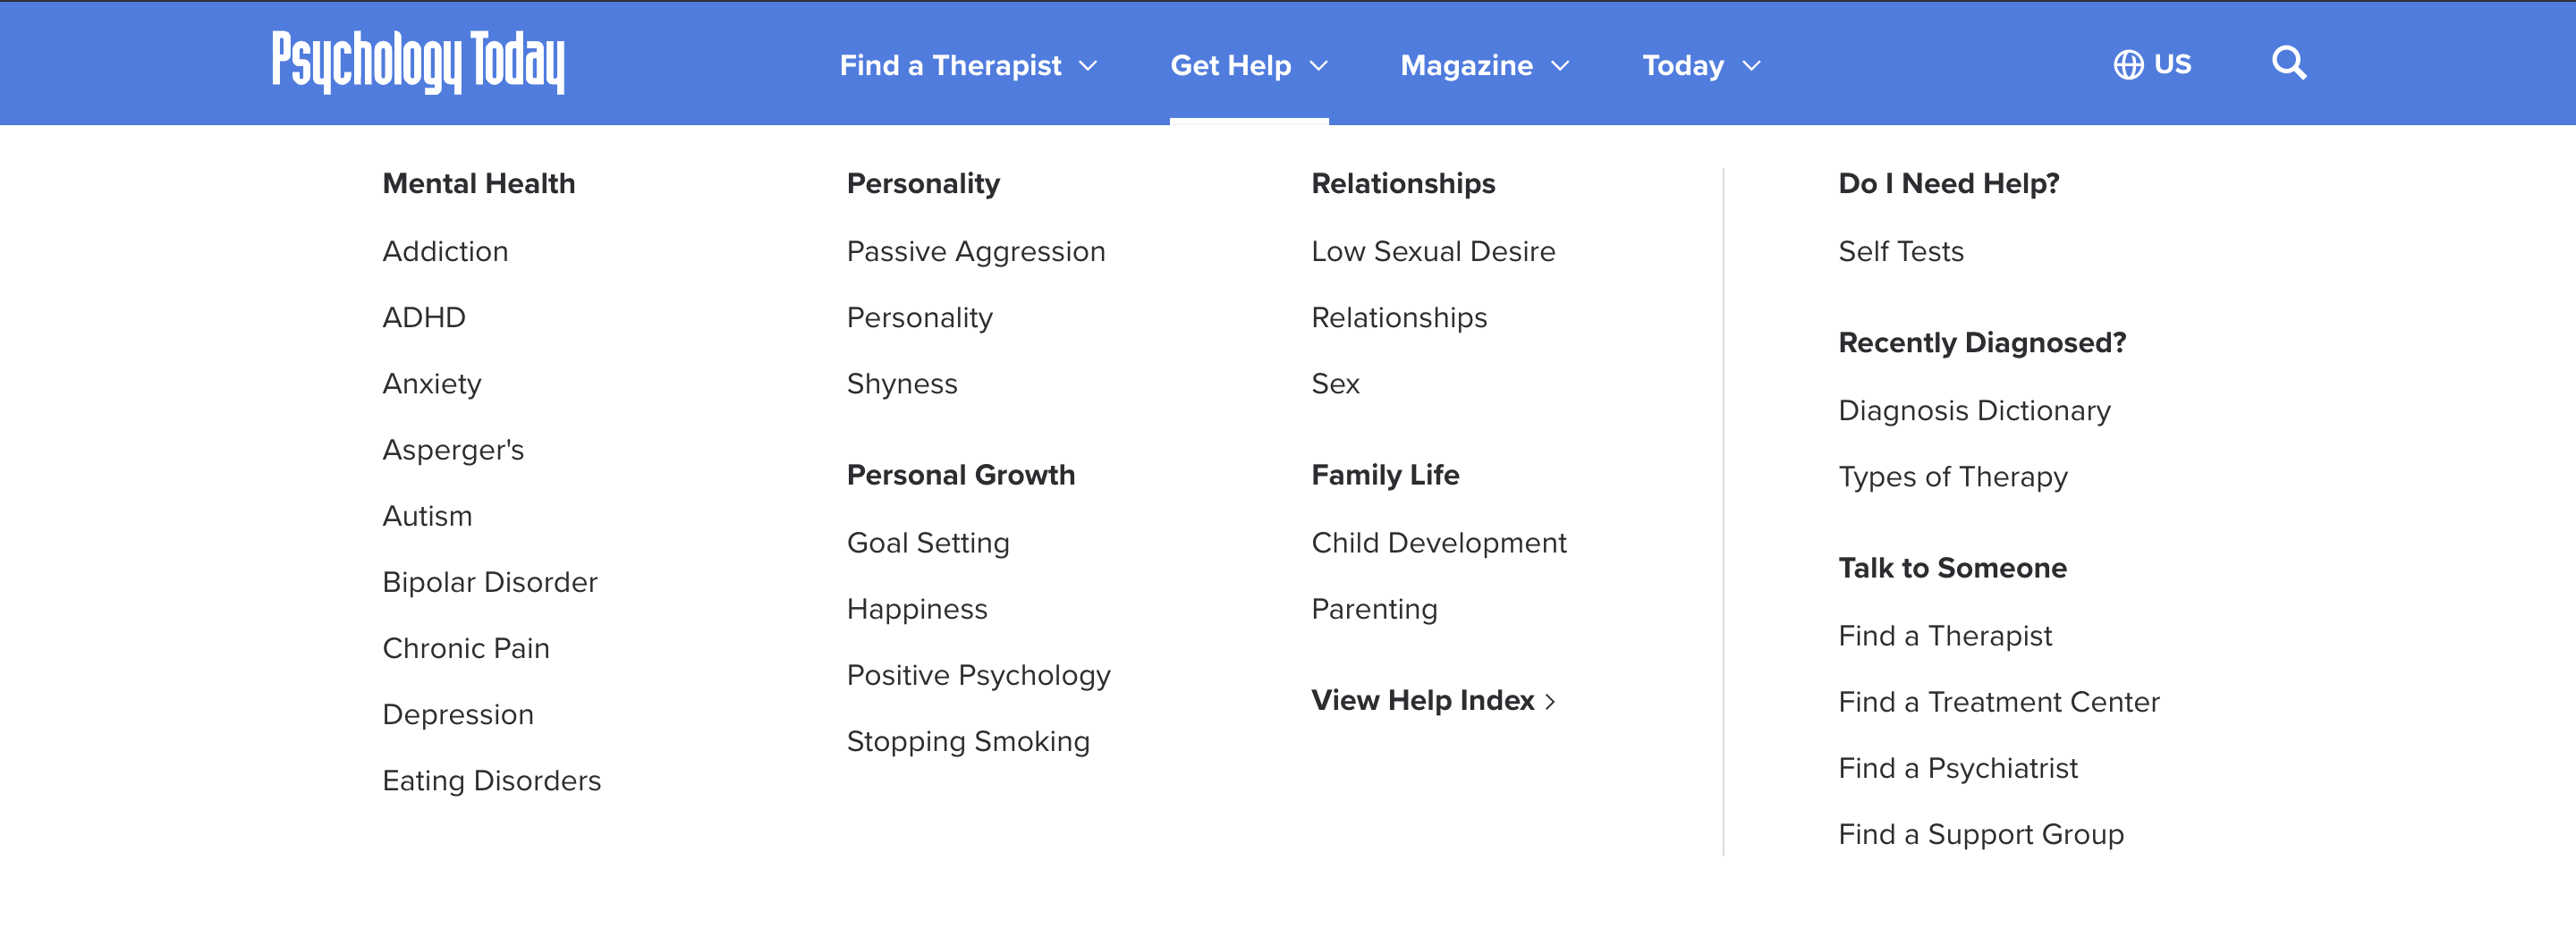 Psychology Today
Find a Therapist
Get Help
Magazine
Today
US
Mental Health
Addiction
ADHD
Anxiety
Asperger's
Autism
Bipolar Disorder
Chronic Pain
Depression
Eating Disorders
Personality
Passive Aggression
Personality
Shyness
Personal Growth
Goal Setting
Happiness
Positive Psychology
Stopping Smoking
Relationships
Low Sexual Desire
Relationships
Sex
Family Life
Child Development
Parenting
View Help Index
Do I Need Help?
Self Tests
Recently Diagnosed?
Diagnosis Dictionary
Types of Therapy
Talk to Someone
Find a Therapist
Find a Treatment Center
Find a Psychiatrist
Find a Support Group